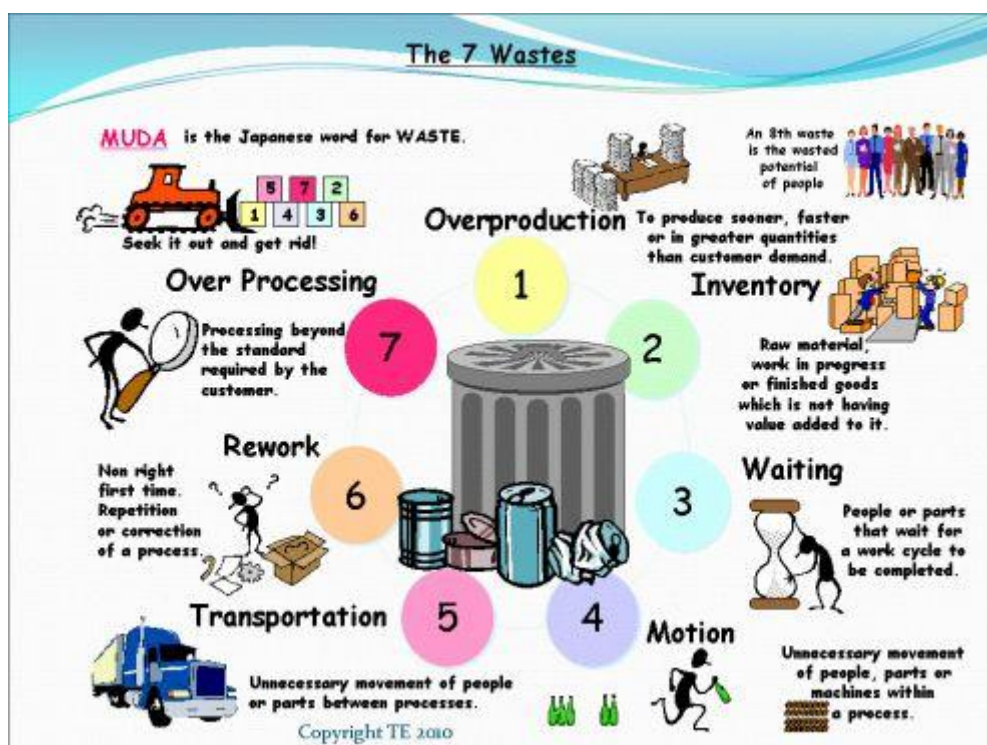 The 7 Wastes
MUDA is the Japanese word for WASTE.
5 7 2
1 4 3 6
Seek it out and get rid!
An 8th waste
is the wasted
potential
of people
Overproduction
To produce sooner, faster
or in greater quantities
than customer demand.
1
Inventory
Raw material,
work in progress
or finished goods
which is not having
value added to it.
2
Waiting
People or parts
that wait for
a work cycle to
be completed.
3
Motion
Unnecessary movement
of people, parts or
machines within
a process.
4
Transportation
Unnecessary movement of people
or parts between processes.
5
Rework
Non right
first time.
Repetition
or correction
of a process.
? ?
6
Over Processing
Processing beyond
the standard
required by the
customer.
7
Copyright TE 2010